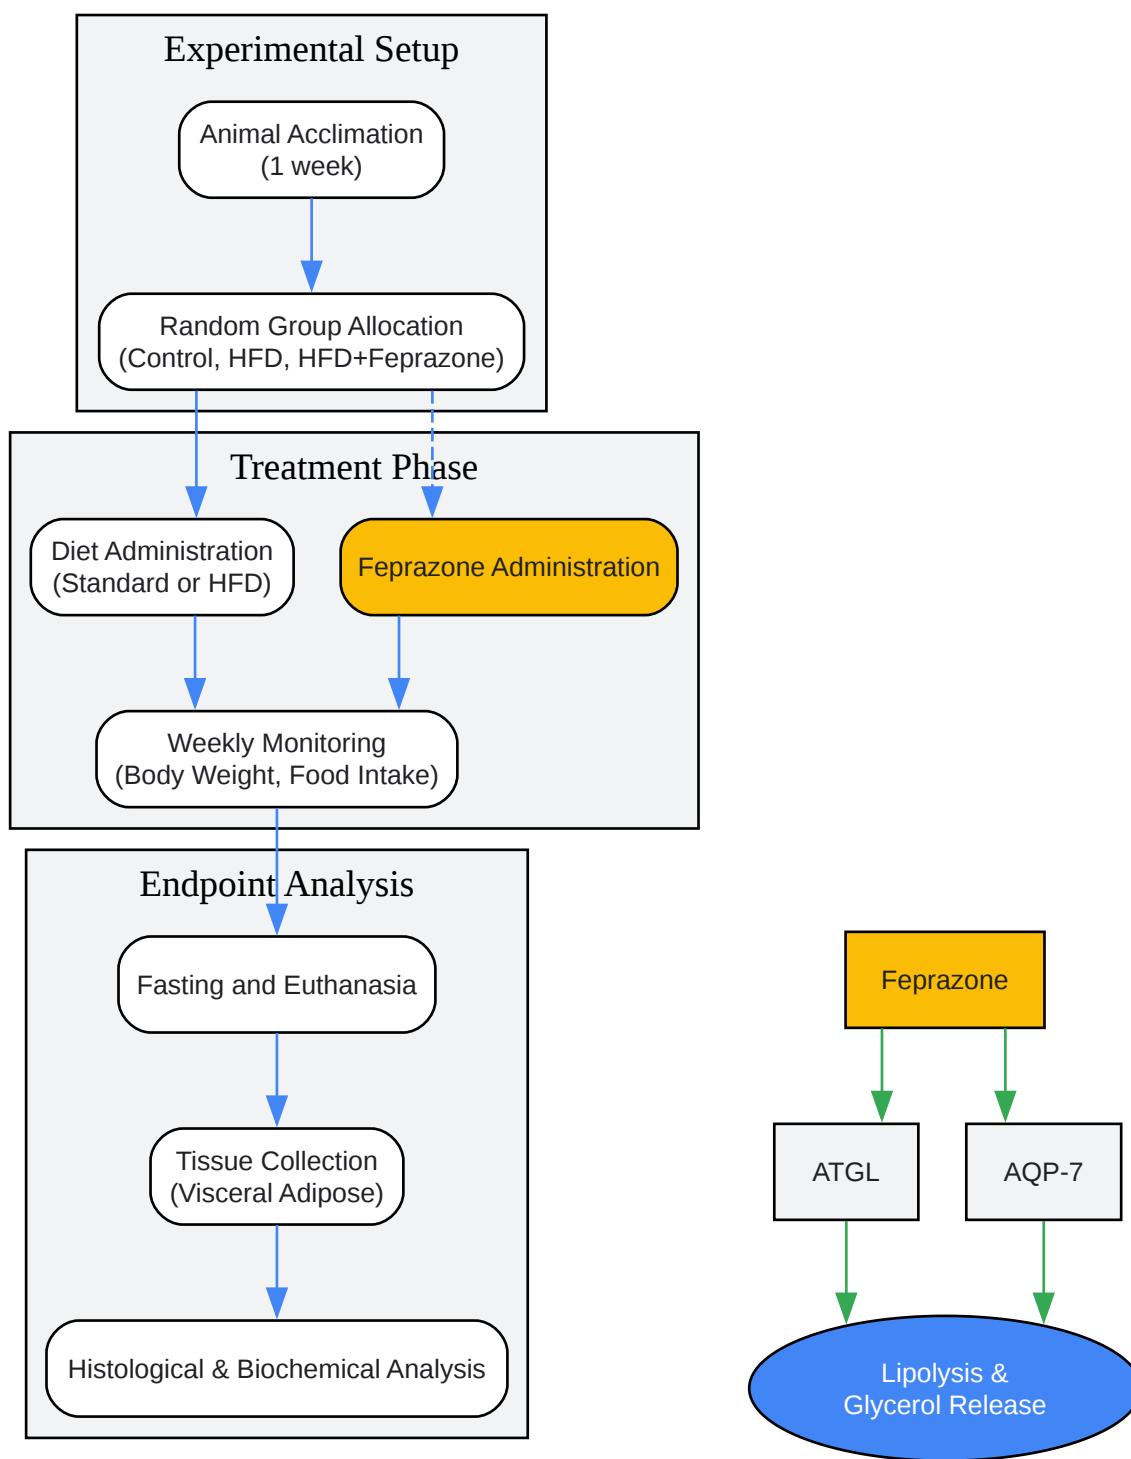 Experimental Setup
Animal Acclimation
(1 week)
Random Group Allocation
(Control, HFD, HFD+Feprazone)
Treatment Phase
Diet Administration
(Standard or HFD)
Feprazone Administration
Weekly Monitoring
(Body Weight, Food Intake)
Endpoint Analysis
Fasting and Euthanasia
Tissue Collection
(Visceral Adipose)
Histological & Biochemical Analysis
Feprazone
ATGL
AQP-7
Lipolysis &
Glycerol Release